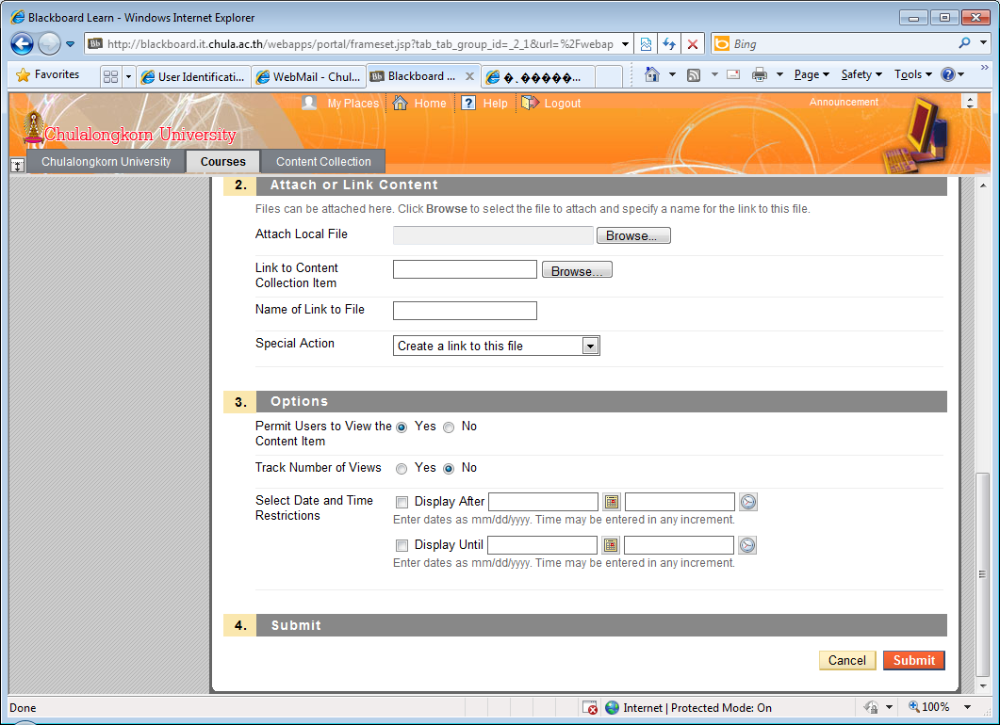 Blackboard Learn - Windows Internet Explorer
http://blackboard.it.chula.ac.th/webapps/portal/frameset.jsp?tab_tab_group_id=_2_1&url=%2Fwebap
Bing
Favorites
User Identificati...
WebMail - Chul...
Blackboard ...
�.�����...
Page
Safety
Tools
My Places
Home
Help
Logout
Announcement
Chulalongkorn University
Chulalongkorn University
Courses
Content Collection
2. Attach or Link Content
Files can be attached here. Click Browse to select the file to attach and specify a name for the link to this file.
Attach Local File
Browse...
Link to Content
Collection Item
Browse...
Name of Link to File
Special Action
Create a link to this file
3. Options
Permit Users to View the
Content Item
Yes No
Track Number of Views
Yes No
Select Date and Time
Restrictions
Display After
Enter dates as mm/dd/yyyy. Time may be entered in any increment.
Display Until
Enter dates as mm/dd/yyyy. Time may be entered in any increment.
4. Submit
Cancel
Submit
Done
Internet | Protected Mode: On
100%